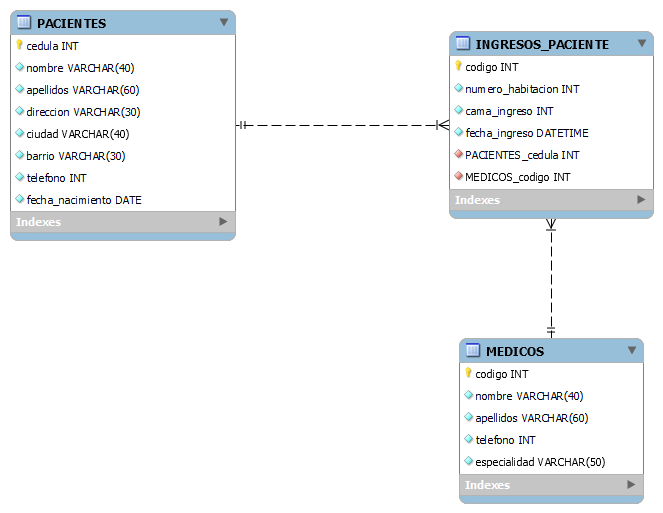 PACIENTES
cedula INT
nombre VARCHAR(40)
apellidos VARCHAR(60)
direccion VARCHAR(30)
ciudad VARCHAR(40)
barrio VARCHAR(30)
telefono INT
fecha_nacimiento DATE
Indexes
INGRESOS_PACIENTE
codigo INT
numero_habitacion INT
cama_ingreso INT
fecha_ingreso DATETIME
PACIENTES_cedula INT
MEDICOS_codigo INT
Indexes
MEDICOS
codigo INT
nombre VARCHAR(40)
apellidos VARCHAR(60)
telefono INT
especialidad VARCHAR(50)
Indexes